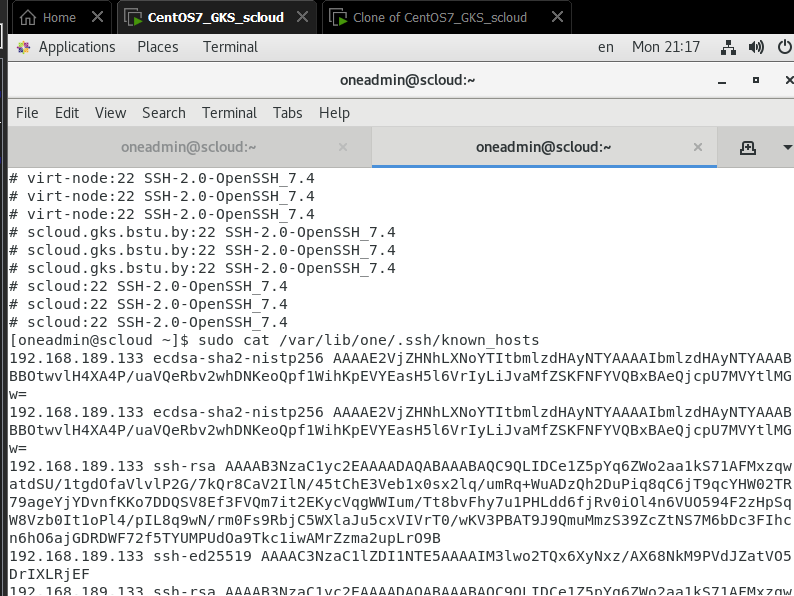 Home
CentOS7_GKS_scloud
Clone of CentOS7_GKS_scloud
Applications Places Terminal en Mon 21:17
oneadmin@scloud:~
File Edit View Search Terminal Tabs Help
oneadmin@scloud:~ oneadmin@scloud:~
# virt-node:22 SSH-2.0-OpenSSH_7.4
# virt-node:22 SSH-2.0-OpenSSH_7.4
# virt-node:22 SSH-2.0-OpenSSH_7.4
# scloud.gks.bstu.by:22 SSH-2.0-OpenSSH_7.4
# scloud.gks.bstu.by:22 SSH-2.0-OpenSSH_7.4
# scloud.gks.bstu.by:22 SSH-2.0-OpenSSH_7.4
# scloud:22 SSH-2.0-OpenSSH_7.4
# scloud:22 SSH-2.0-OpenSSH_7.4
# scloud:22 SSH-2.0-OpenSSH_7.4
[oneadmin@scloud ~]$ sudo cat /var/lib/one/.ssh/known_hosts
192.168.189.133 ecdsa-sha2-nistp256 AAAAE2VjZHNhLXNoYTItbmlzdHAyNTYAAAAIbmlzdHAyNTYAAABB
BBOtwvlH4XA4P/uaVQeRbv2whDNKeoQpf1WihKpEVYEasH5l6VrIyLiJvaMfZSKFNFYVQBxBAeQjcpU7MVYtlMG
w=
192.168.189.133 ecdsa-sha2-nistp256 AAAAE2VjZHNhLXNoYTItbmlzdHAyNTYAAAAIbmlzdHAyNTYAAABB
BBOtwvlH4XA4P/uaVQeRbv2whDNKeoQpf1WihKpEVYEasH5l6VrIyLiJvaMfZSKFNFYVQBxBAeQjcpU7MVYtlMG
w=
192.168.189.133 ssh-rsa AAAAB3NzaC1yc2EAAAADAQABAAABAQC9QLIDCe1Z5pYq6ZWo2aa1kS71AFMxzqw
atdSU/1tgdOfaVlvlP2G/7kQr8CaV2IlN/45tChE3Veb1x0sx2lq/umRq+WuADzQh2DuPiq8qC6jT9qcYHW02TR
79ageYjYDvnfKKo7DDQSV8Ef3FVQm7it2EKycVqgWWIum/Tt8bvFhy7u1PHLdd6fjRv0iOl4n6VUO594F2zHpSq
W8Vzb0It1oPl4/pIL8q9wN/rm0Fs9RbjC5WXlaJu5cxVIVrT0/wKV3PBAT9J9QmuMmzS39ZcZtNS7M6bDc3FIhc
n6hO6ajGDRDWF72f5TYUMPUdOa9Tkc1iwAMrZzma2upLrO9B
192.168.189.133 ssh-ed25519 AAAAC3NzaC1lZDI1NTE5AAAAIM3lwo2TQx6XyNxz/AX68NkM9PVdJZatVO5
DrIXLRjEF
192.168.189.133 ssh-rsa AAAAB3NzaC1yc2EAAAADAQABAAABAQC9QLIDCe1Z5pYq6ZWo2aa1kS71AFMxzqw